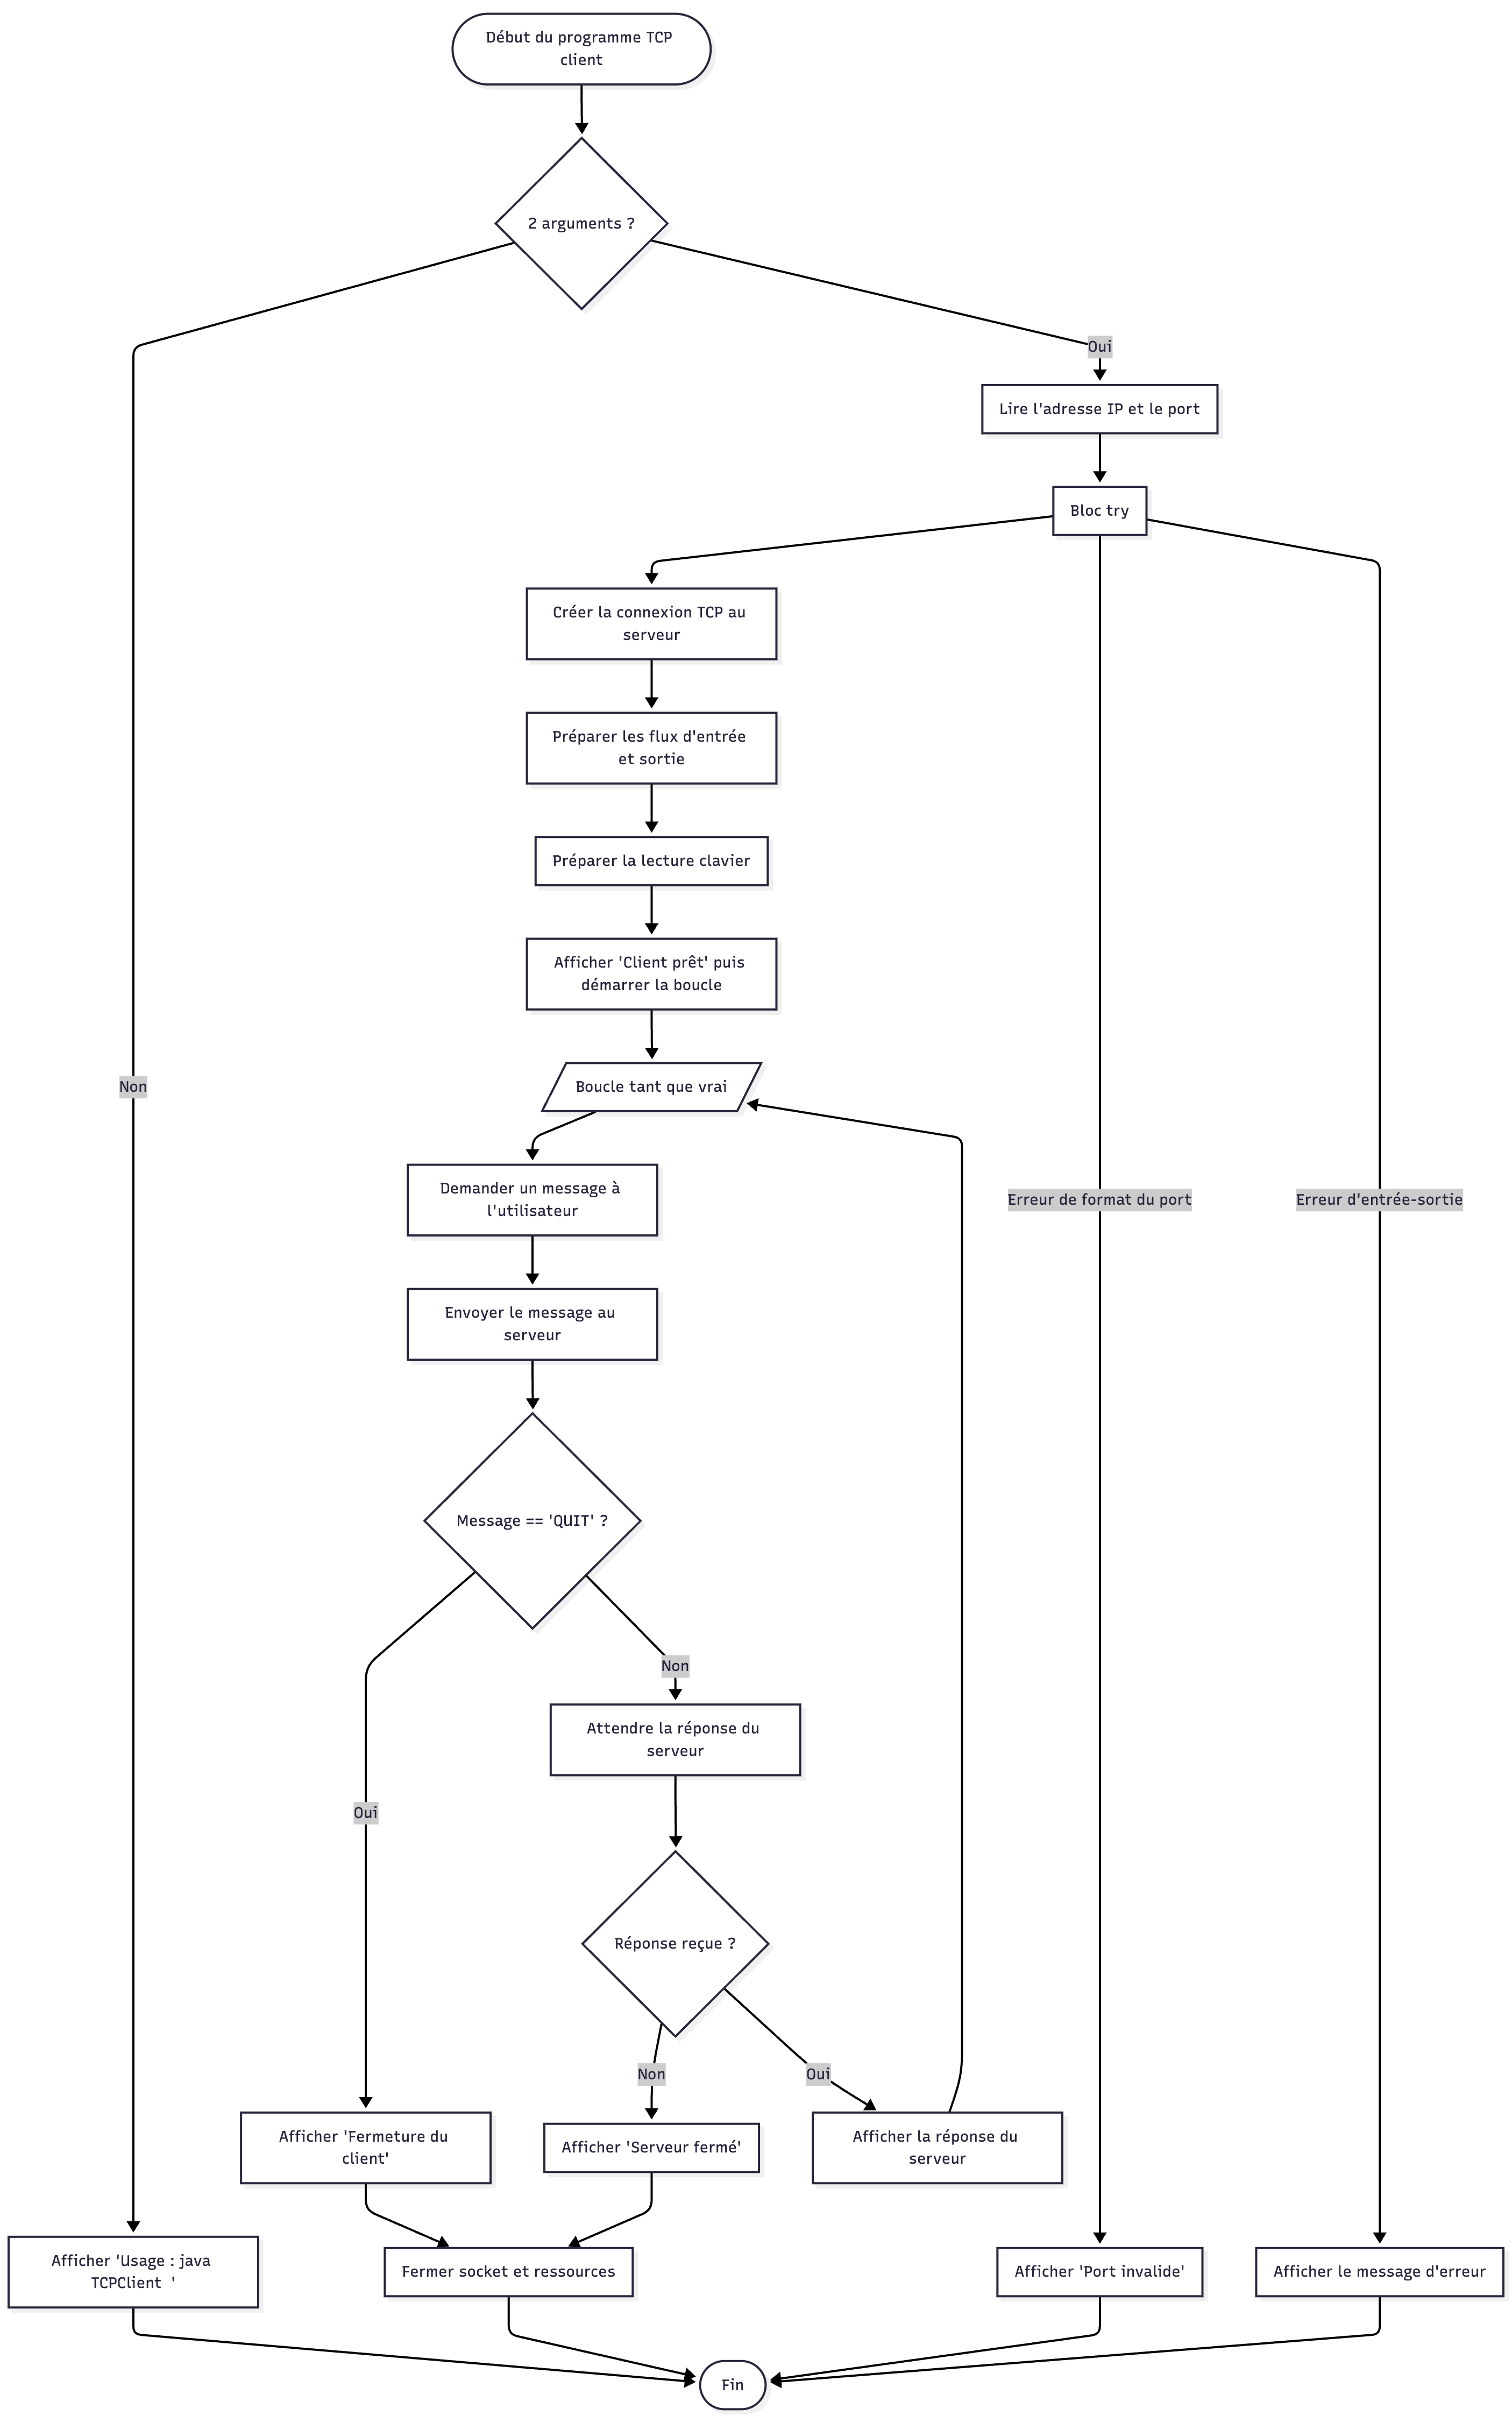 Début du programme TCP
client
2 arguments ?
Oui
Lire l'adresse IP et le port
Bloc try
Créer la connexion TCP au
serveur
Préparer les flux d'entrée
et sortie
Préparer la lecture clavier
Afficher 'Client prêt' puis
démarrer la boucle
Non
Boucle tant que vrai
Demander un message à
l'utilisateur
Erreur de format du port
Erreur d'entrée-sortie
Envoyer le message au
serveur
Message == 'QUIT' ?
Non
Attendre la réponse du
serveur
Oui
Réponse reçue ?
Non
Oui
Afficher 'Fermeture du
client'
Afficher 'Serveur fermé'
Afficher la réponse du
serveur
Afficher 'Usage : java
TCPClient  '
Fermer socket et ressources
Afficher 'Port invalide'
Afficher le message d'erreur
Fin